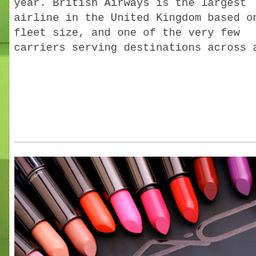 year. British Airways is the largest
airline in the United Kingdom based on
fleet size, and one of the very few
carriers serving destinations across a